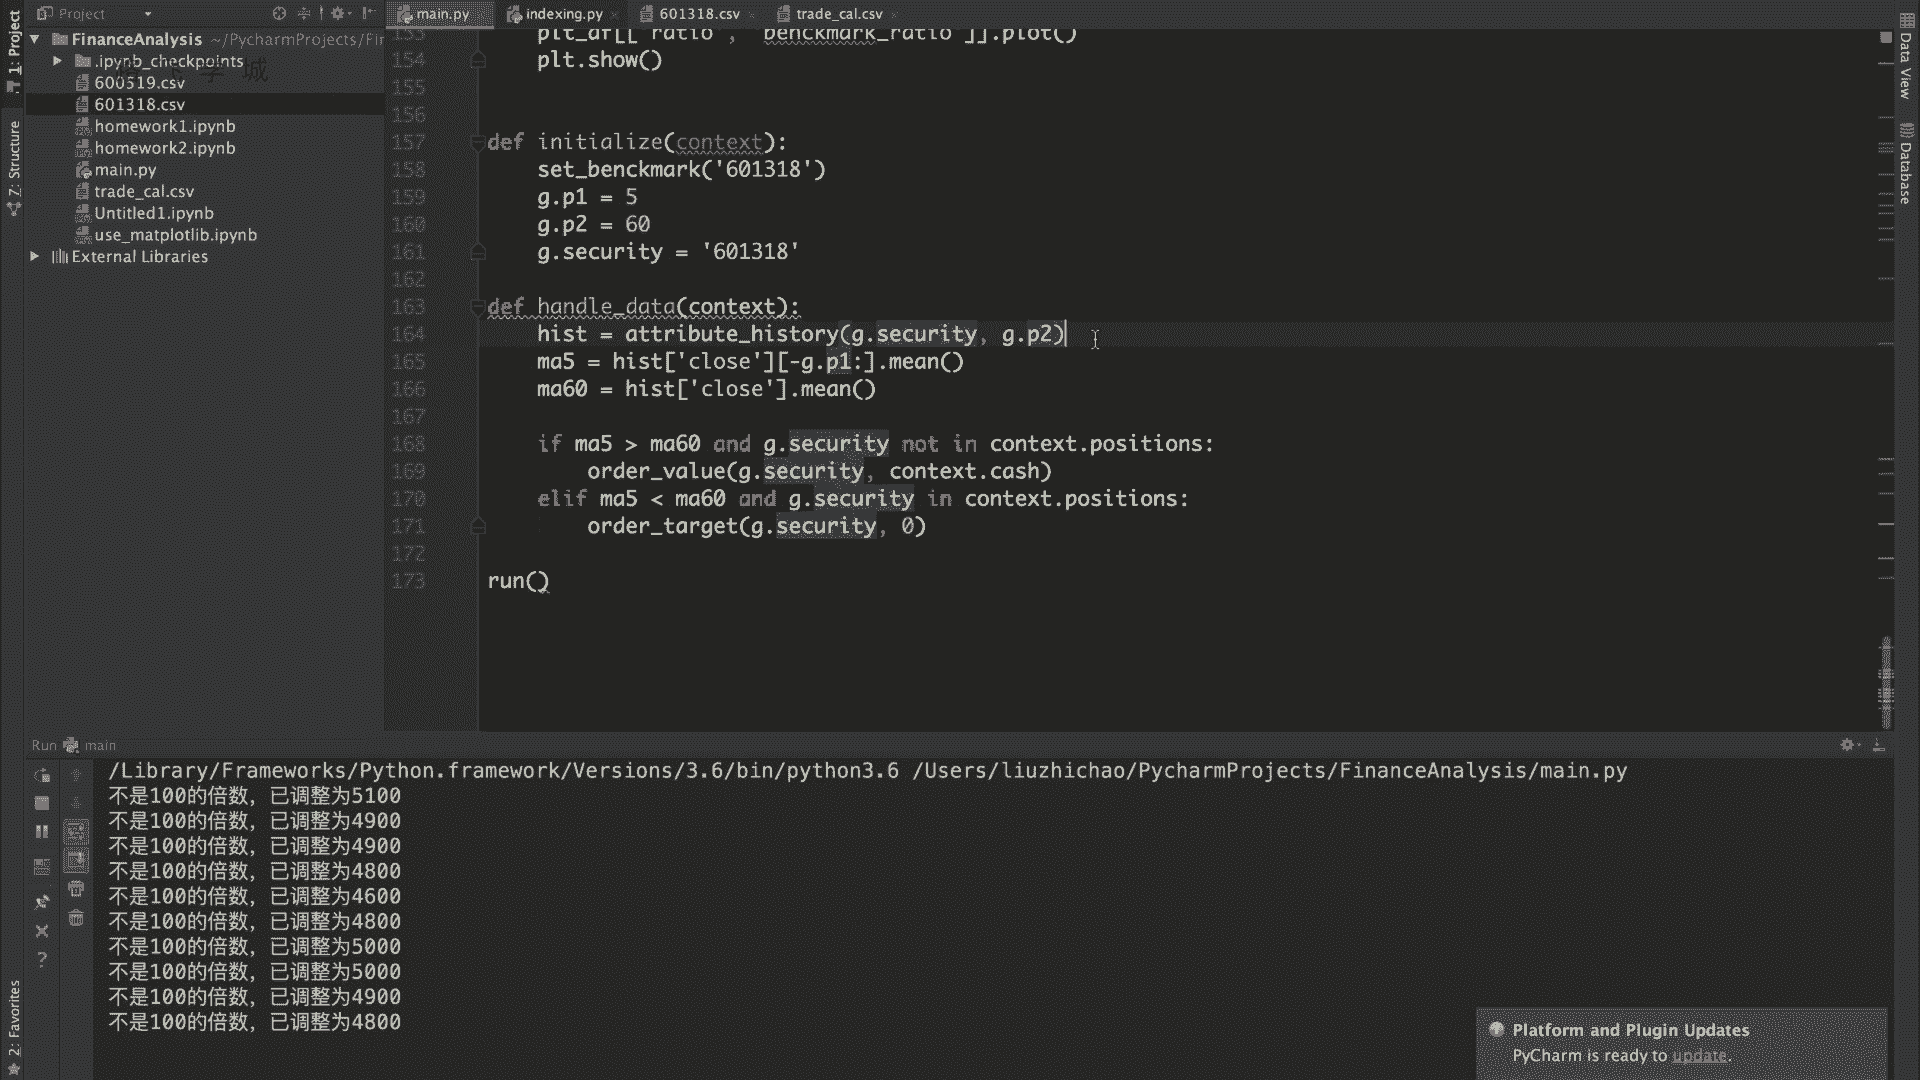 Project
main.py
indexing.py
601318.csv
trade_cal.csv
1: Project
FinanceAnalysis ~/PycharmProjects/Fir
.ipynb_checkpoints
学 城
600519.csv
601318.csv
homework1.ipynb
homework2.ipynb
main.py
trade_cal.csv
Untitled1.ipynb
use_matplotlib.ipynb
External Libraries
7: Structure
2: Favorites
Data View
Database
153 plt_df[['ratio', 'benckmark_ratio']].plot()
154 plt.show()
155
156
157 def initialize(context):
158 set_benckmark('601318')
159 g.p1 = 5
160 g.p2 = 60
161 g.security = '601318'
162
163 def handle_data(context):
164 hist = attribute_history(g.security, g.p2)
165 ma5 = hist['close'][-g.p1:].mean()
166 ma60 = hist['close'].mean()
167
168 if ma5 > ma60 and g.security not in context.positions:
169 order_value(g.security, context.cash)
170 elif ma5 < ma60 and g.security in context.positions:
171 order_target(g.security, 0)
172
173 run()
Run main
/Library/Frameworks/Python.framework/Versions/3.6/bin/python3.6 /Users/liuzhichao/PycharmProjects/FinanceAnalysis/main.py
不是100的倍数，已调整为5100
不是100的倍数，已调整为4900
不是100的倍数，已调整为4900
不是100的倍数，已调整为4800
不是100的倍数，已调整为4600
不是100的倍数，已调整为4800
不是100的倍数，已调整为5000
不是100的倍数，已调整为5000
不是100的倍数，已调整为4900
不是100的倍数，已调整为4800
Platform and Plugin Updates
PyCharm is ready to update.